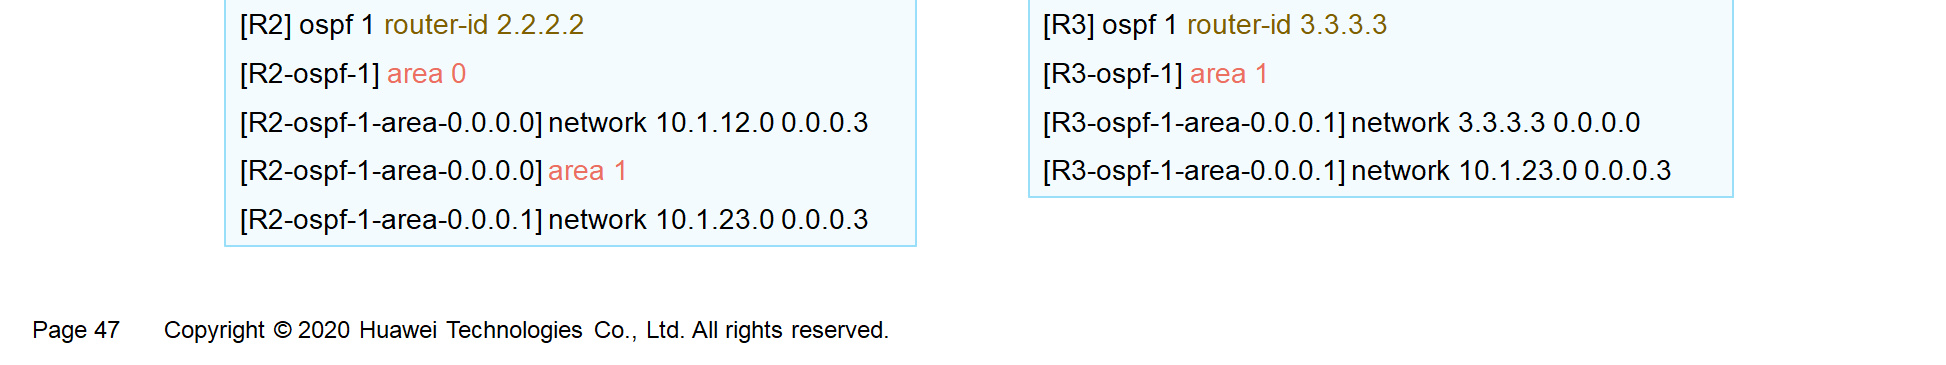 [R2] ospf 1 router-id 2.2.2.2
[R2-ospf-1] area 0
[R2-ospf-1-area-0.0.0.0] network 10.1.12.0 0.0.0.3
[R2-ospf-1-area-0.0.0.0] area 1
[R2-ospf-1-area-0.0.0.1] network 10.1.23.0 0.0.0.3
[R3] ospf 1 router-id 3.3.3.3
[R3-ospf-1] area 1
[R3-ospf-1-area-0.0.0.1] network 3.3.3.3 0.0.0.0
[R3-ospf-1-area-0.0.0.1] network 10.1.23.0 0.0.0.3
Page 47 Copyright © 2020 Huawei Technologies Co., Ltd. All rights reserved.